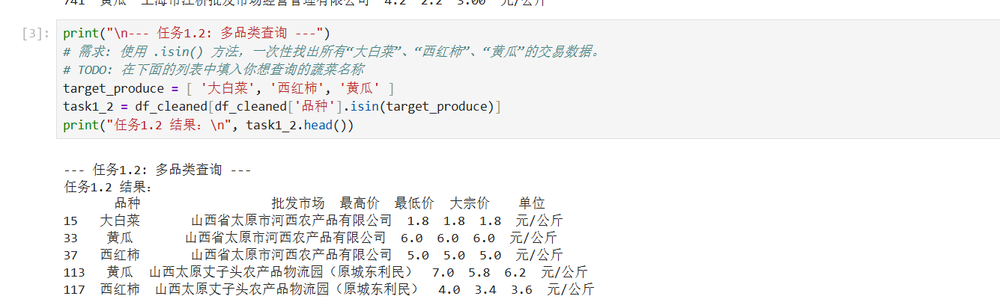 741 黄瓜 上海市江桥批发市场经营管理有限公司 4.2 2.2 3.00 元/公斤
[3]: print("\n--- 任务1.2: 多品类查询 ---")
# 需求: 使用 .isin() 方法，一次性找出所有“大白菜”、“西红柿”、“黄瓜”的交易数据。
# TODO: 在下面的列表中填入你想查询的蔬菜名称
target_produce = [ '大白菜', '西红柿', '黄瓜' ]
task1_2 = df_cleaned[df_cleaned['品种'].isin(target_produce)]
print("任务1.2 结果：\n", task1_2.head())
--- 任务1.2: 多品类查询 ---
任务1.2 结果：
品种 批发市场 最高价 最低价 大宗价 单位
15 大白菜 山西省太原市河西农产品有限公司 1.8 1.8 1.8 元/公斤
33 黄瓜 山西省太原市河西农产品有限公司 6.0 6.0 6.0 元/公斤
37 西红柿 山西省太原市河西农产品有限公司 5.0 5.0 5.0 元/公斤
113 黄瓜 山西太原丈子头农产品物流园（原城东利民） 7.0 5.8 6.2 元/公斤
117 西红柿 山西太原丈子头农产品物流园（原城东利民） 4.0 3.4 3.6 元/公斤